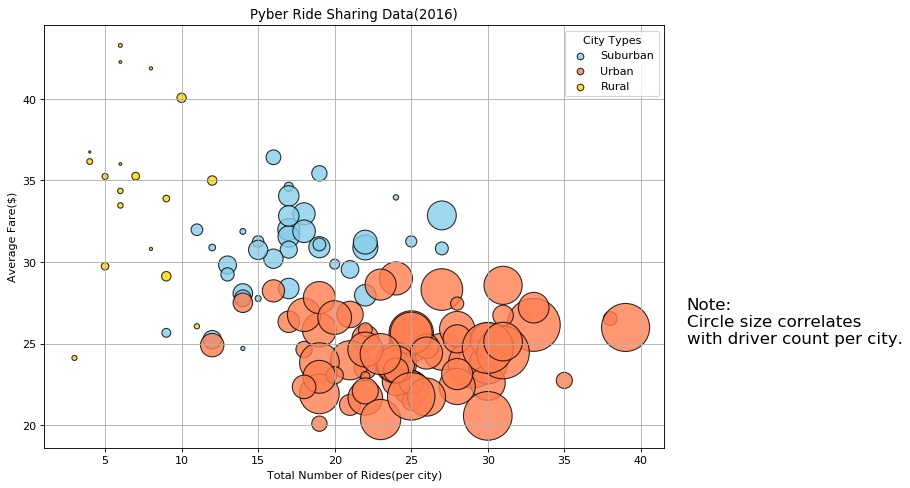 Pyber Ride Sharing Data(2016)
City Types
Suburban
Urban
Rural
Average Fare($)
40
35
30
25
20
5 10 15 20 25 30 35 40
Total Number of Rides(per city)
Note:
Circle size correlates
with driver count per city.